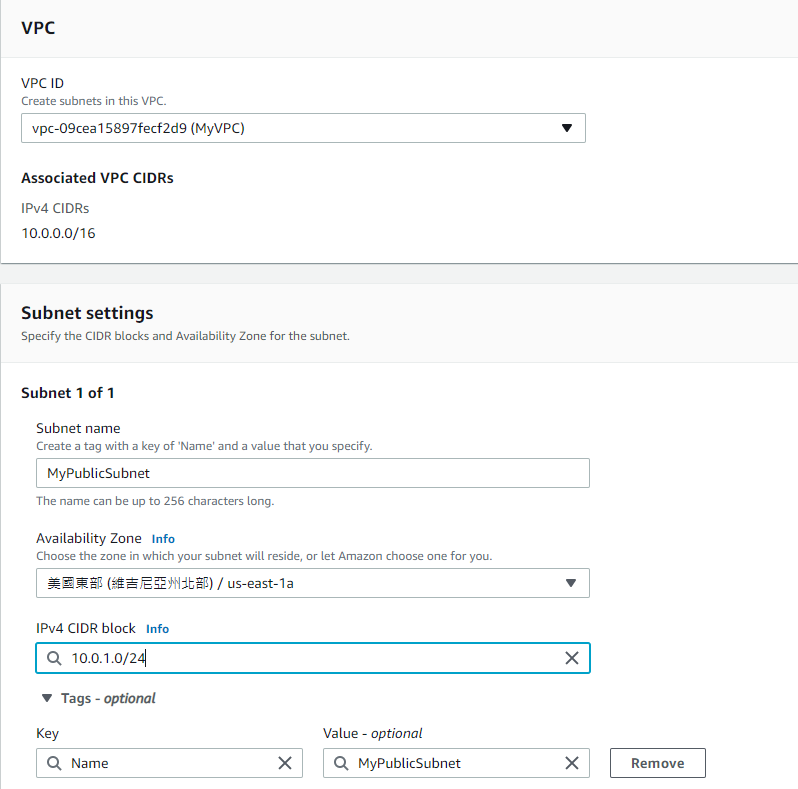 VPC
VPC ID
Create subnets in this VPC.
vpc-09cea15897fecf2d9 (MyVPC)
Associated VPC CIDRs
IPv4 CIDRs
10.0.0.0/16
Subnet settings
Specify the CIDR blocks and Availability Zone for the subnet.
Subnet 1 of 1
Subnet name
Create a tag with a key of 'Name' and a value that you specify.
MyPublicSubnet
The name can be up to 256 characters long.
Availability Zone Info
Choose the zone in which your subnet will reside, or let Amazon choose one for you.
美國東部 (維吉尼亞州北部) / us-east-1a
IPv4 CIDR block Info
10.0.1.0/24
Tags - optional
Key Value - optional
Name MyPublicSubnet Remove